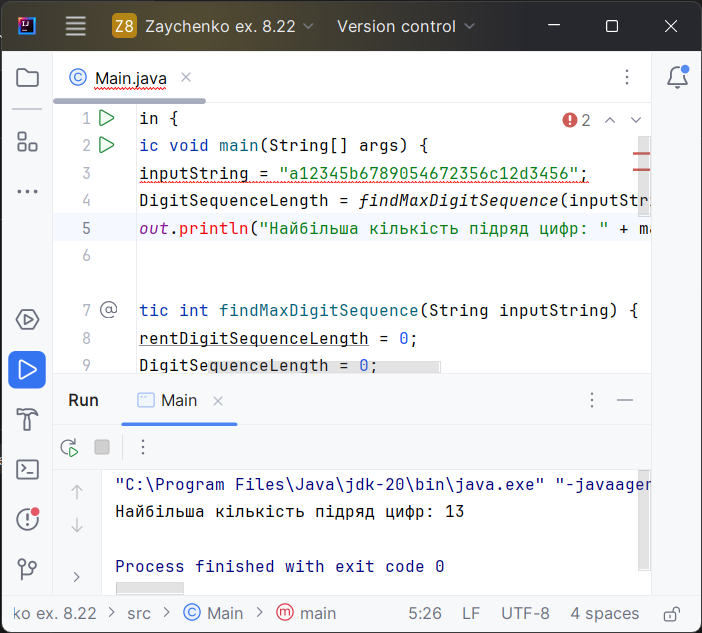 Z8 Zaychenko ex. 8.22 Version control
Main.java
1 in {
2
2 ic void main(String[] args) {
3 inputString = "a12345b6789054672356c12d3456";
4 DigitSequenceLength = findMaxDigitSequence(inputStr
5 out.println("Найбільша кількість підряд цифр: " + ma
6
7 @ tic int findMaxDigitSequence(String inputString) {
8 rentDigitSequenceLength = 0;
9 DigitSequenceLength = 0;
Run Main
"C:\Program Files\Java\jdk-20\bin\java.exe" "-javaagen
Найбільша кількість підряд цифр: 13
Process finished with exit code 0
ko ex. 8.22 > src > Main > main 5:26 LF UTF-8 4 spaces